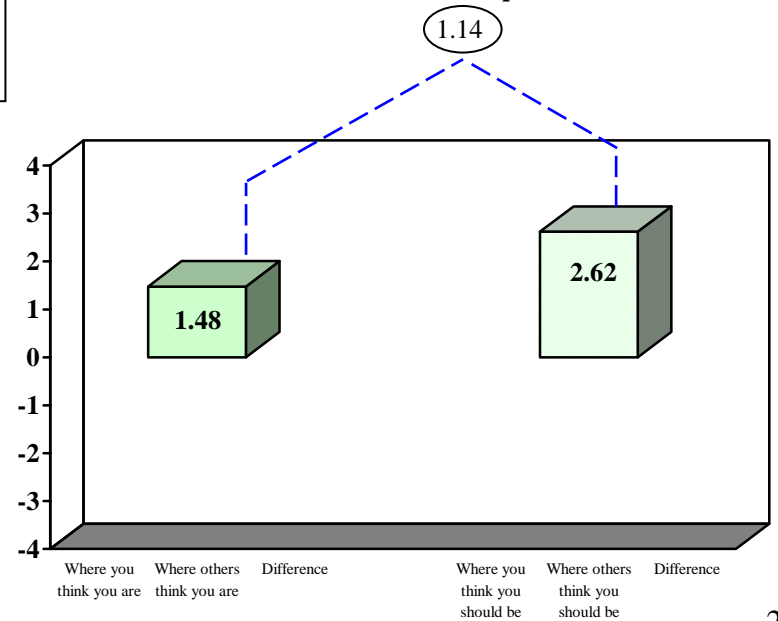 1.14
4
3
2
1
0
-1
-2
-3
-4
1.48
2.62
Where you
think you are
Where others
think you are
Difference
Where you
think you
should be
Where others
think you
should be
Difference